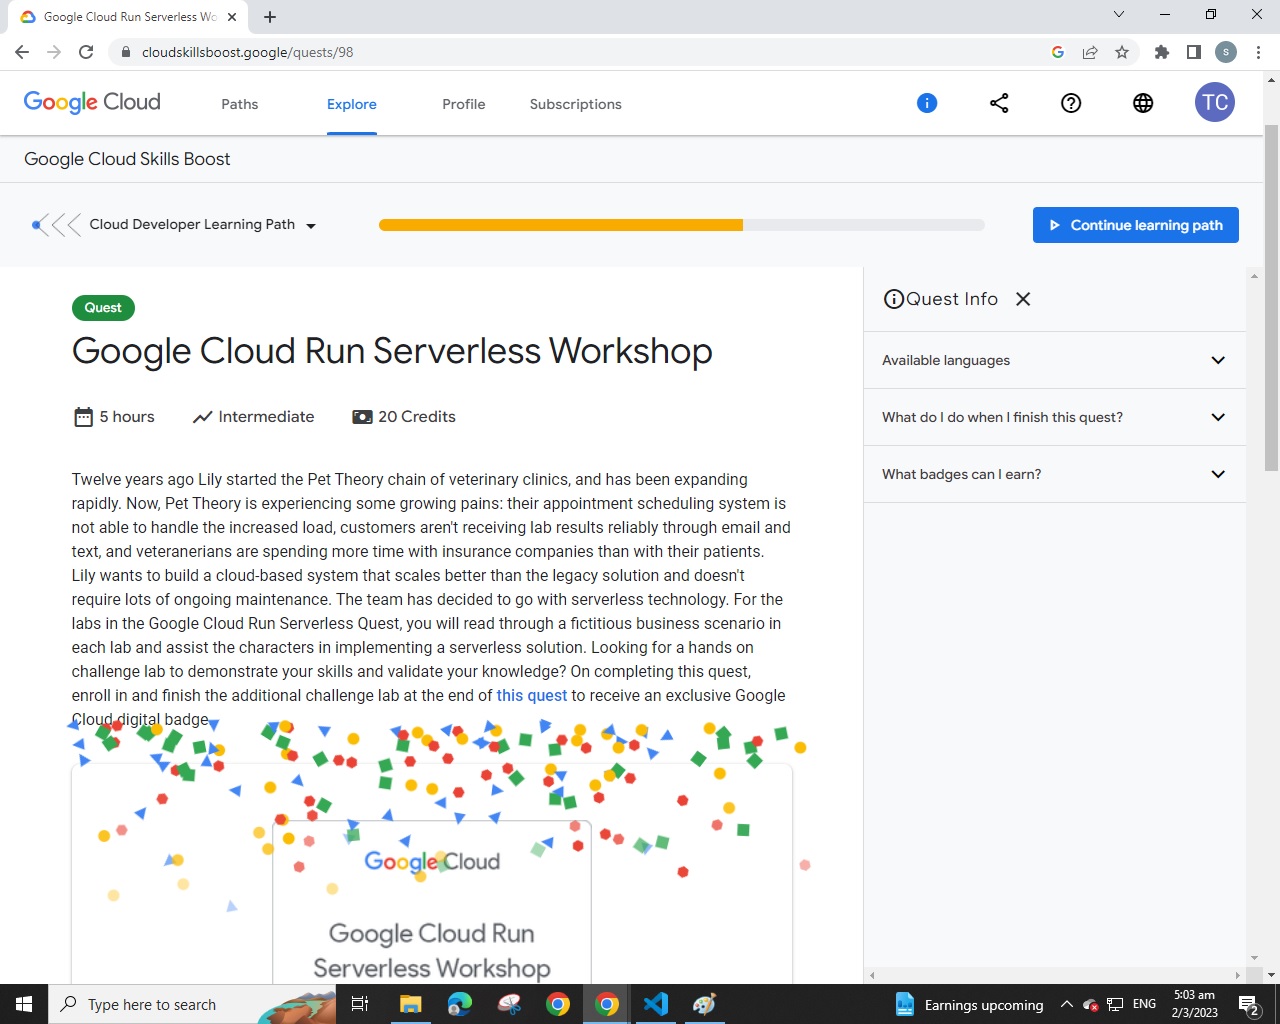 Google Cloud Run Serverless Wo
cloudskillsboost.google/quests/98
S
Google Cloud
Paths
Explore
Profile
Subscriptions
TC
Google Cloud Skills Boost
Cloud Developer Learning Path
Continue learning path
Quest
Google Cloud Run Serverless Workshop
5 hours
Intermediate
20 Credits
Twelve years ago Lily started the Pet Theory chain of veterinary clinics, and has been expanding
rapidly. Now, Pet Theory is experiencing some growing pains: their appointment scheduling system is
not able to handle the increased load, customers aren't receiving lab results reliably through email and
text, and veteranerians are spending more time with insurance companies than with their patients.
Lily wants to build a cloud-based system that scales better than the legacy solution and doesn't
require lots of ongoing maintenance. The team has decided to go with serverless technology. For the
labs in the Google Cloud Run Serverless Quest, you will read through a fictitious business scenario in
each lab and assist the characters in implementing a serverless solution. Looking for a hands on
challenge lab to demonstrate your skills and validate your knowledge? On completing this quest,
enroll in and finish the additional challenge lab at the end of this quest to receive an exclusive Google
Cloud digital badge.
Google Cloud
Google Cloud Run
Serverless Workshop
Quest Info
Available languages
What do I do when I finish this quest?
What badges can I earn?
Type here to search
Earnings upcoming
ENG
5:03 am
2/3/2023
2